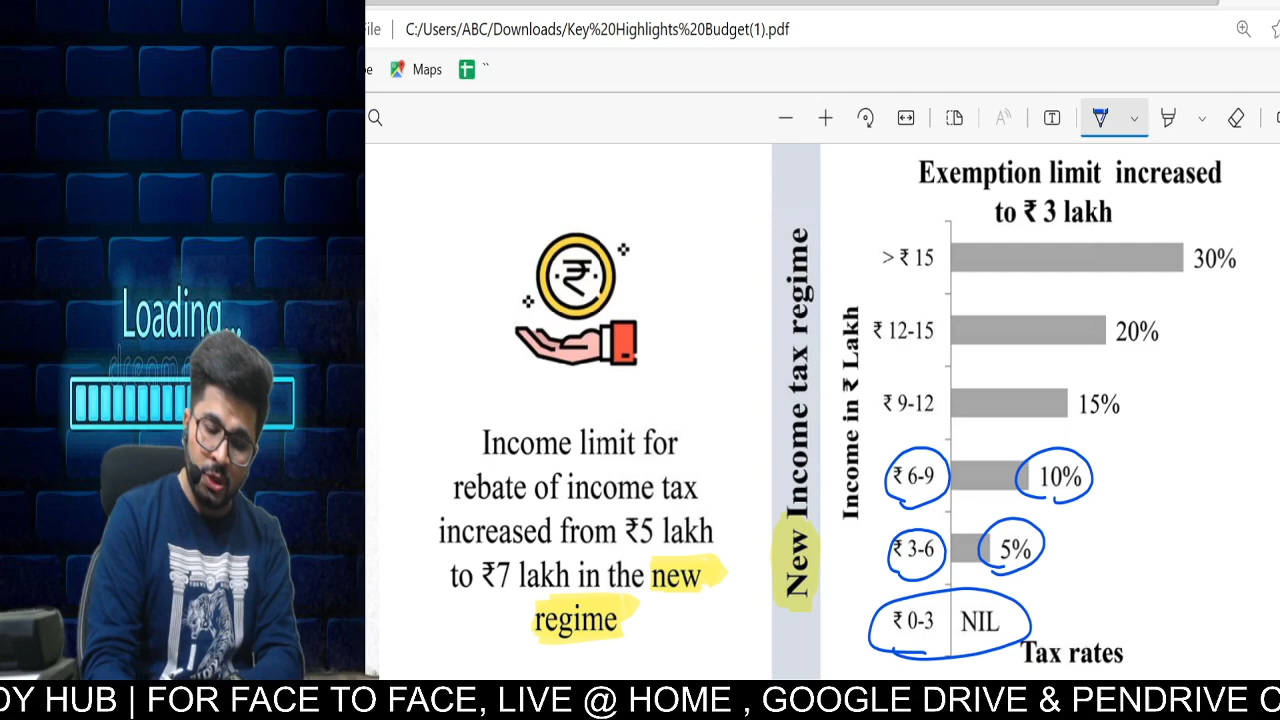 ile
C:/Users/ABC/Downloads/Key%20Highlights%20Budget(1).pdf
Maps
``
Loading...
Income limit for
rebate of income tax
increased from ₹5 lakh
to ₹7 lakh in the new
regime
New Income tax regime
Exemption limit increased
to ₹ 3 lakh
Income in ₹ Lakh
> ₹ 15 30%
₹ 12-15 20%
₹ 9-12 15%
₹ 6-9 10%
₹ 3-6 5%
₹ 0-3 NIL
Tax rates
DY HUB | FOR FACE TO FACE, LIVE @ HOME , GOOGLE DRIVE & PENDRIVE C